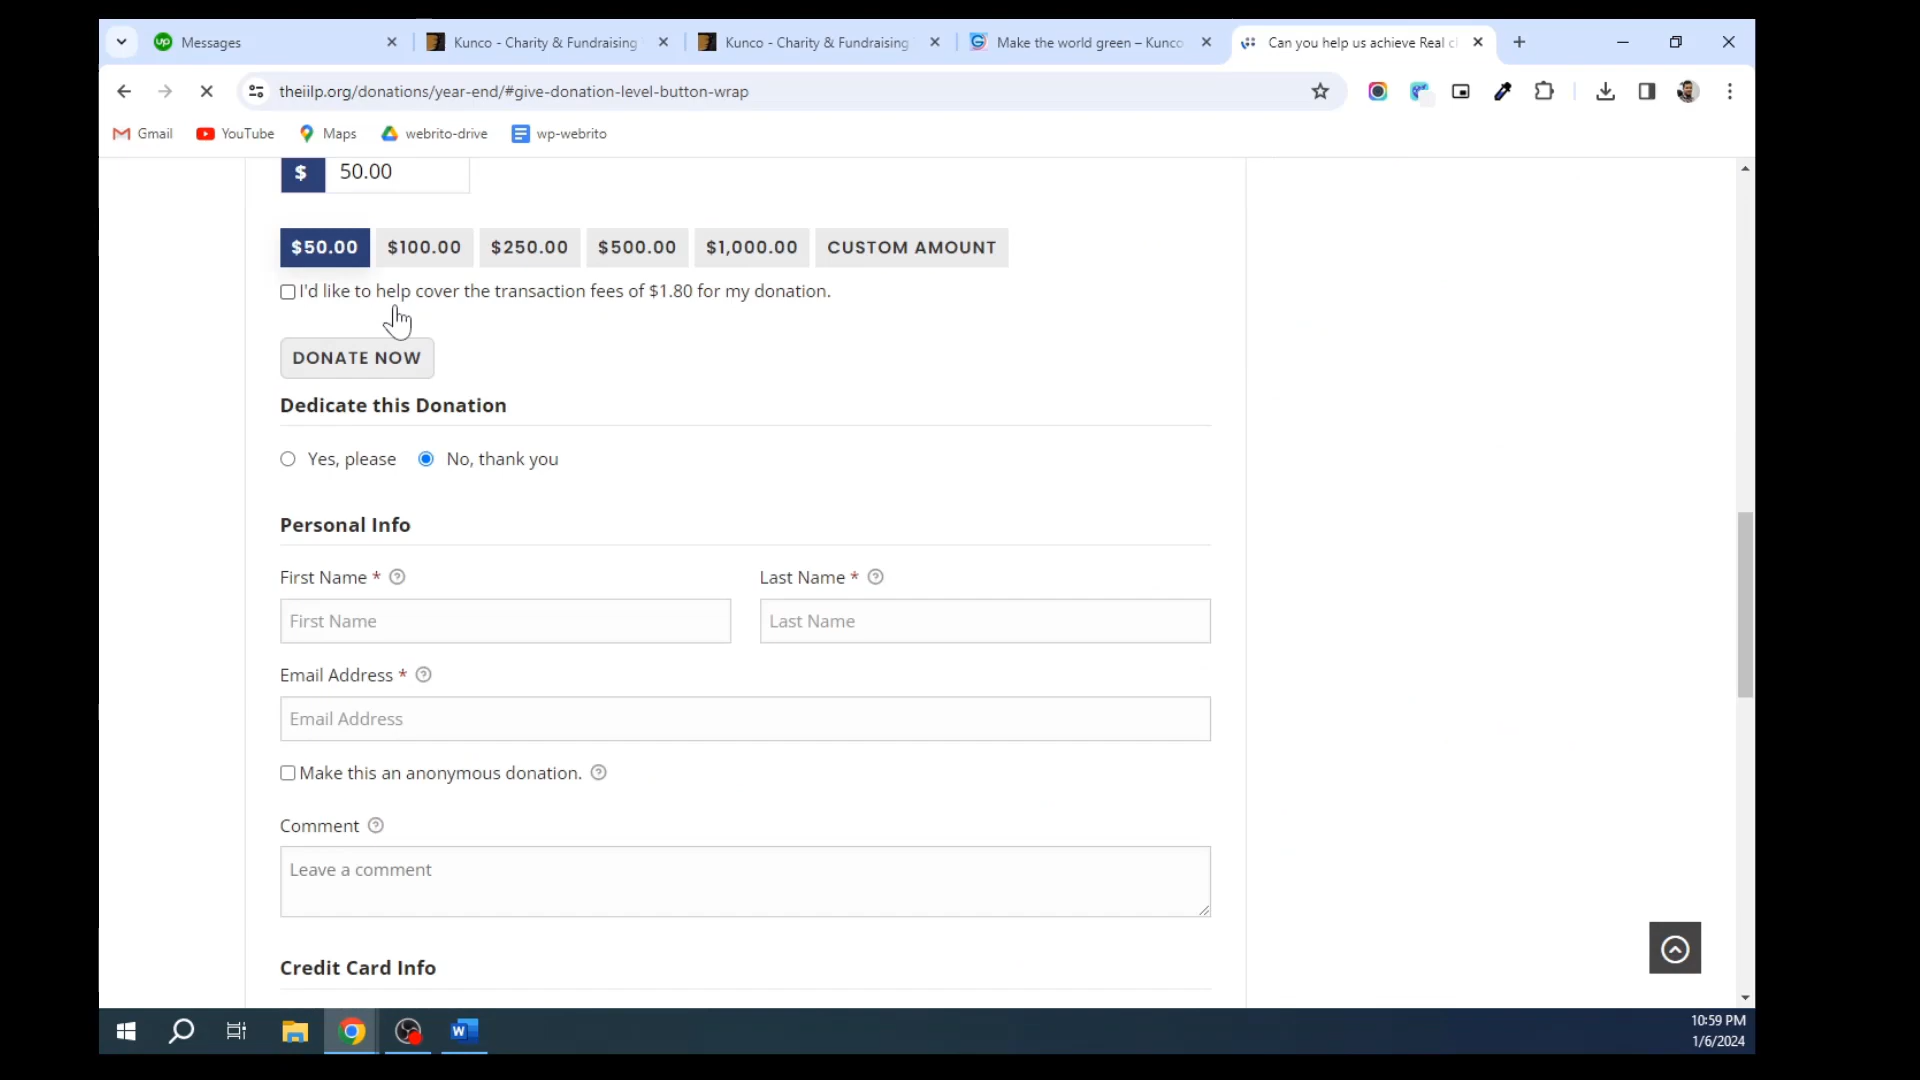 Messages
Kunco - Charity & Fundraising
Kunco - Charity & Fundraising
Make the world green – Kunco
Can you help us achieve Real c
theiilp.org/donations/year-end/#give-donation-level-button-wrap
Gmail
YouTube
Maps
webrito-drive
wp-webrito
$ 50.00
$50.00
$100.00
$250.00
$500.00
$1,000.00
CUSTOM AMOUNT
I'd like to help cover the transaction fees of $1.80 for my donation.
DONATE NOW
Dedicate this Donation
Yes, please
No, thank you
Personal Info
First Name *
Last Name *
First Name
Last Name
Email Address *
Email Address
Make this an anonymous donation.
Comment
Leave a comment
Credit Card Info
10:59 PM
1/6/2024